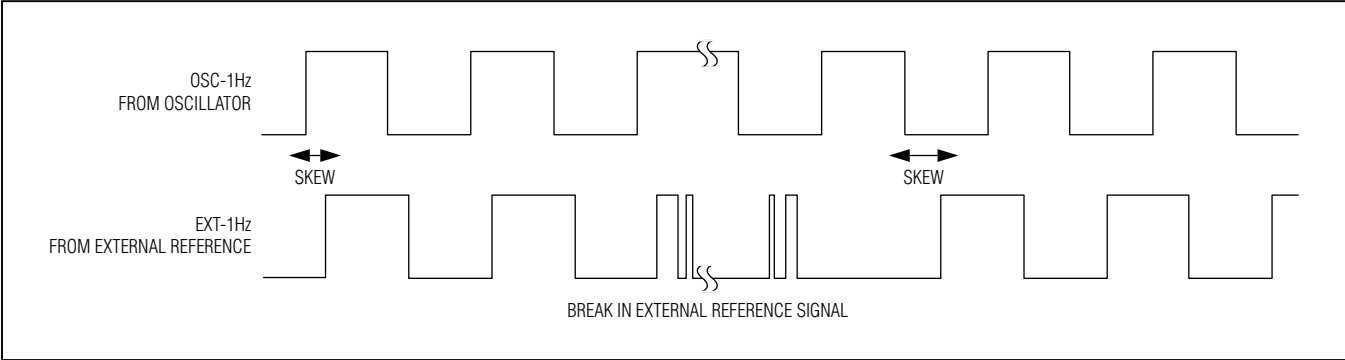 OSC-1Hz
FROM OSCILLATOR
SKEW
SKEW
EXT-1Hz
FROM EXTERNAL REFERENCE
BREAK IN EXTERNAL REFERENCE SIGNAL